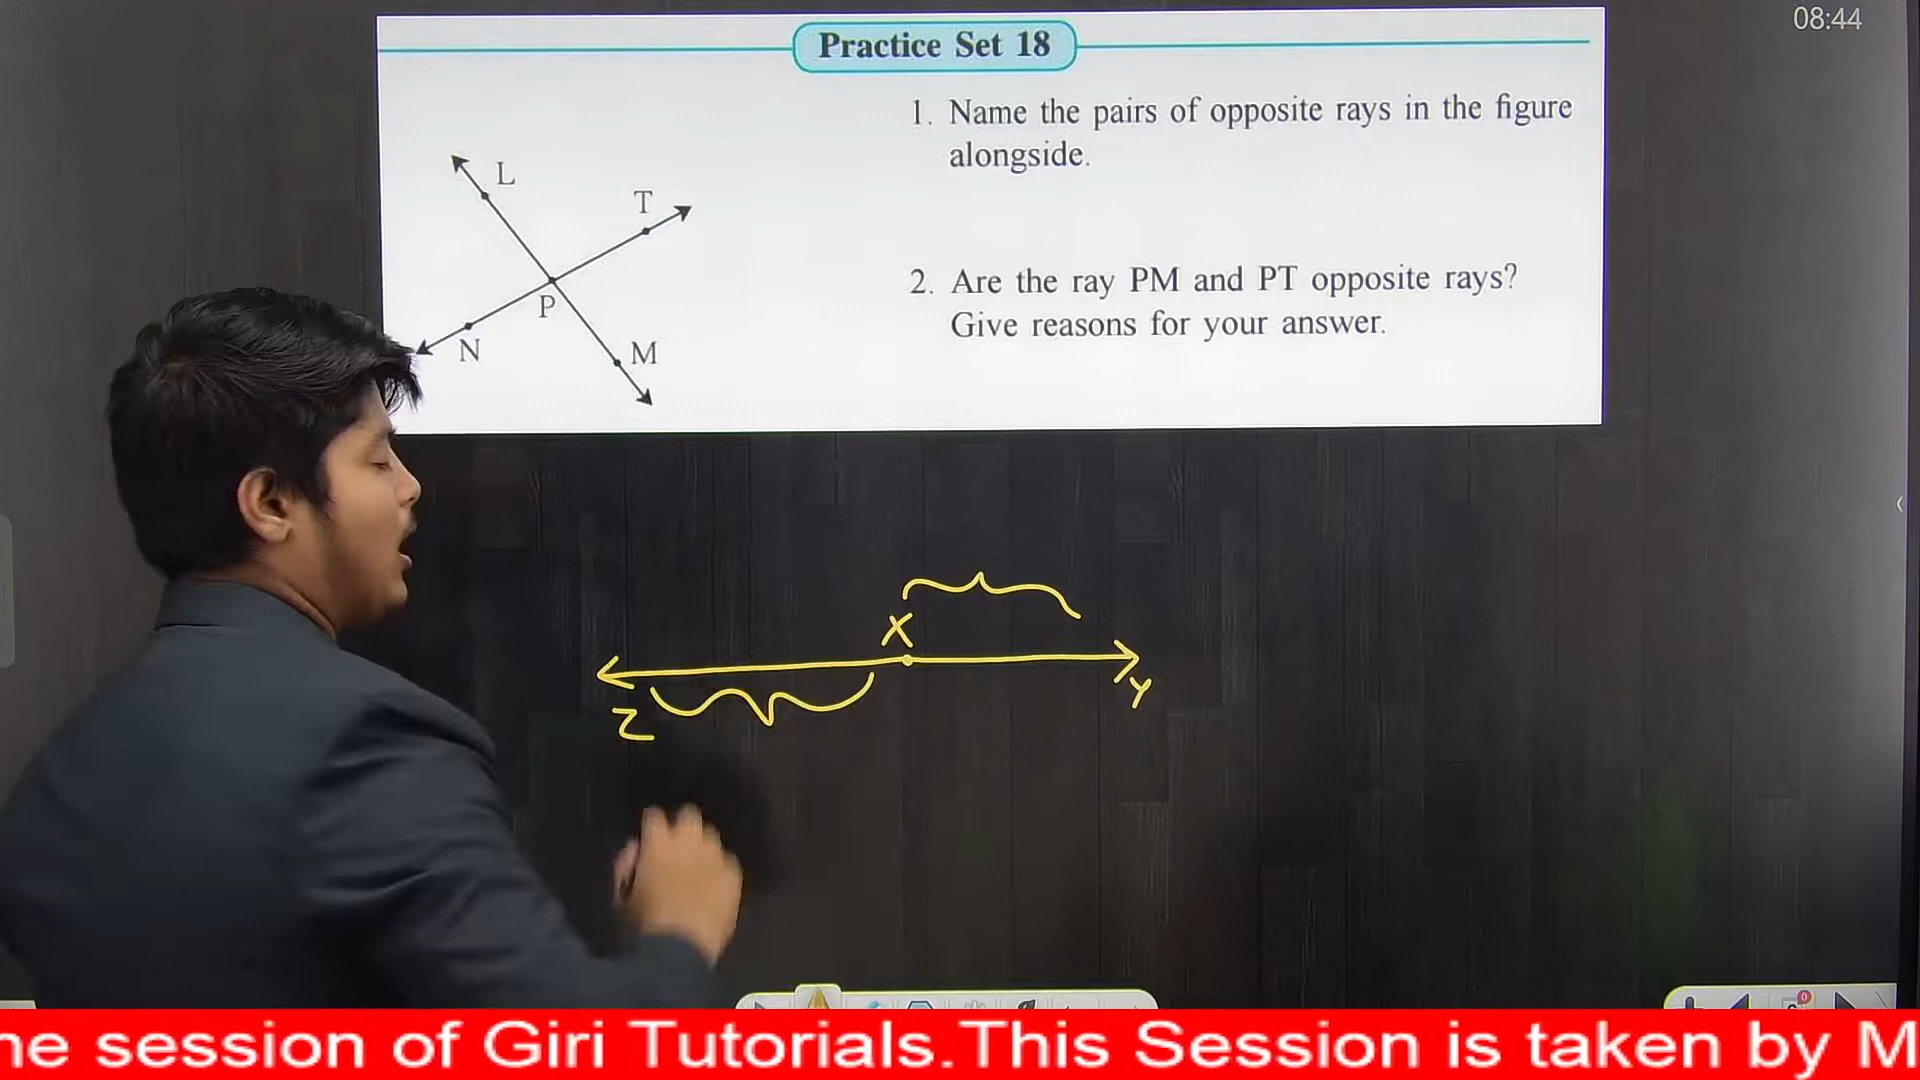 08:44
Practice Set 18
1. Name the pairs of opposite rays in the figure
alongside.
L
T
P
N
M
2. Are the ray PM and PT opposite rays?
Give reasons for your answer.
X
Y
Z
0
he session of Giri Tutorials.This Session is taken by M